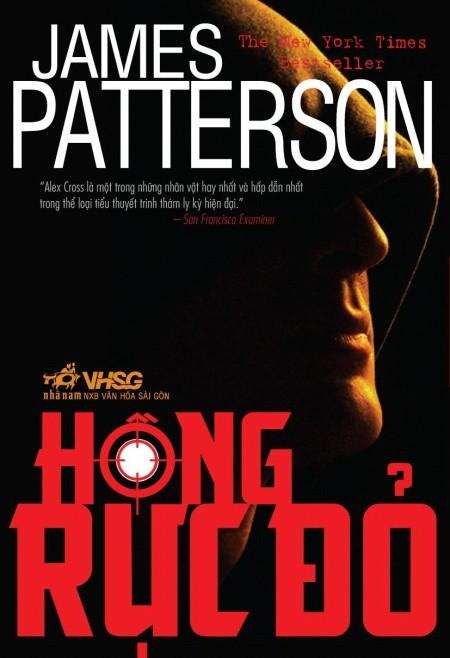 JAMES
The New York Times
Bestseller
PATTERSON
“Alex Cross là một trong những nhân vật hay nhất và hấp dẫn nhất
trong thể loại tiểu thuyết trinh thám ly kỳ hiện đại.”
– San Francisco Examiner
VHSG
nhã nam NXB VĂN HÓA SÀI GÒN
HỒNG
RỰC ĐỎ